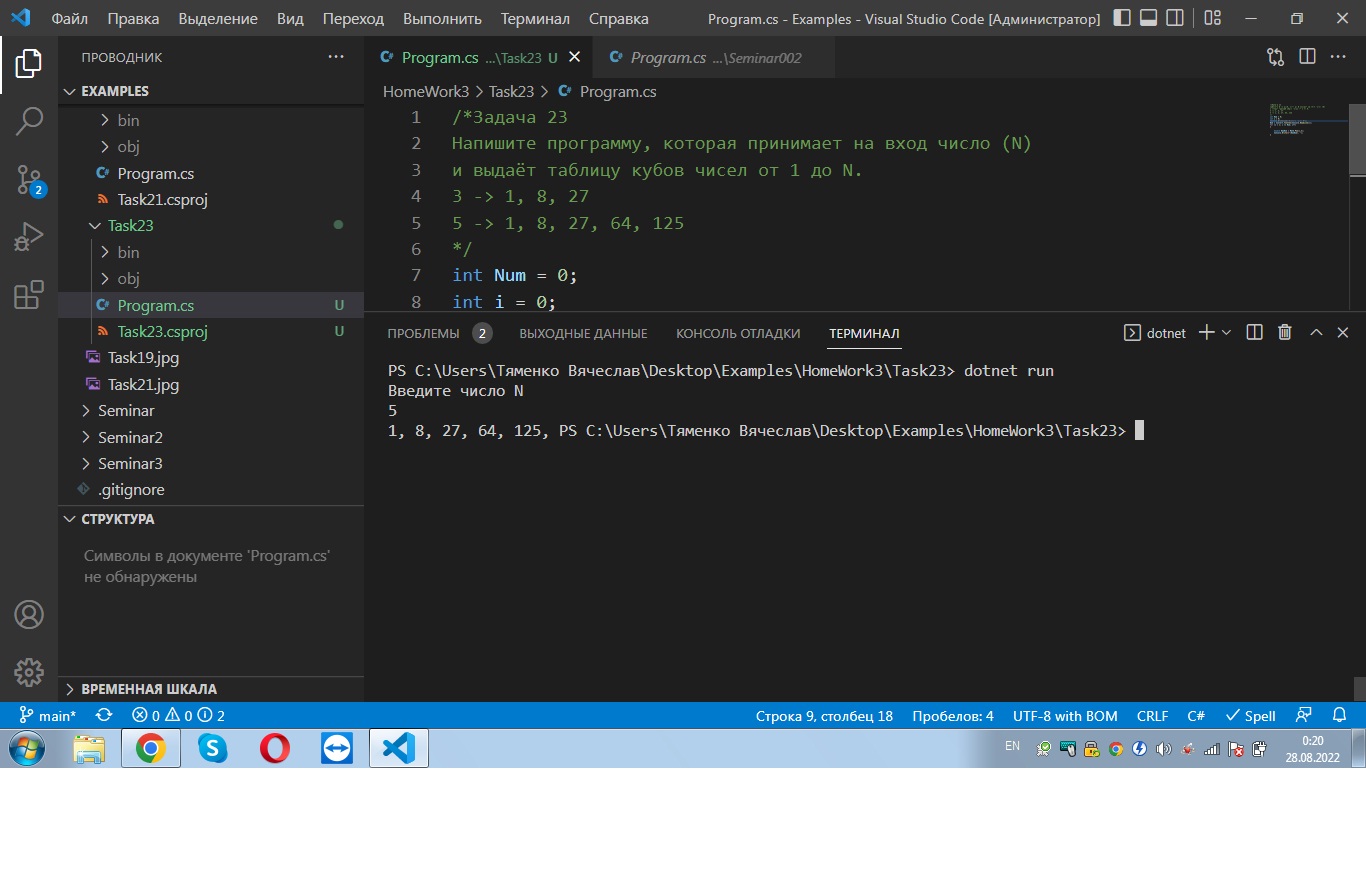 Файл Правка Выделение Вид Переход Выполнить Терминал Справка Program.cs - Examples - Visual Studio Code [Администратор]
ПРОВОДНИК
EXAMPLES
bin
obj
Program.cs
Task21.csproj
Task23
bin
obj
Program.cs U
Task23.csproj U
Task19.jpg
Task21.jpg
Seminar
Seminar2
Seminar3
.gitignore
СТРУКТУРА
Символы в документе 'Program.cs'
не обнаружены
ВРЕМЕННАЯ ШКАЛА
2
Program.cs ...\Task23 U Program.cs ...\Seminar002
HomeWork3 > Task23 > Program.cs
1 /*Задача 23
2 Напишите программу, которая принимает на вход число (N)
3 и выдаёт таблицу кубов чисел от 1 до N.
4 3 -> 1, 8, 27
5 5 -> 1, 8, 27, 64, 125
6 */
7 int Num = 0;
8 int i = 0;
ПРОБЛЕМЫ 2 ВЫХОДНЫЕ ДАННЫЕ КОНСОЛЬ ОТЛАДКИ ТЕРМИНАЛ dotnet
PS C:\Users\Тяменко Вячеслав\Desktop\Examples\HomeWork3\Task23> dotnet run
Введите число N
5
1, 8, 27, 64, 125, PS C:\Users\Тяменко Вячеслав\Desktop\Examples\HomeWork3\Task23>
main* 0 0 2 Строка 9, столбец 18 Пробелов: 4 UTF-8 with BOM CRLF C# Spell
EN 0:20
28.08.2022